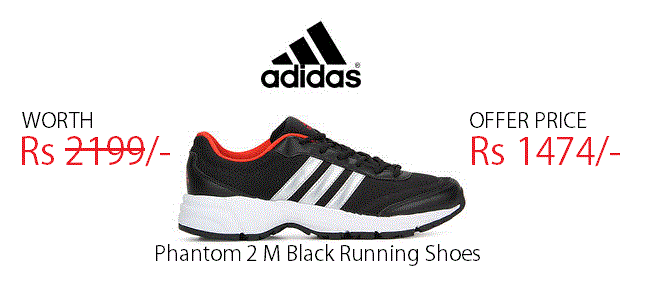 adidas®
WORTH
Rs 2199/-
OFFER PRICE
Rs 1474/-
Phantom 2 M Black Running Shoes